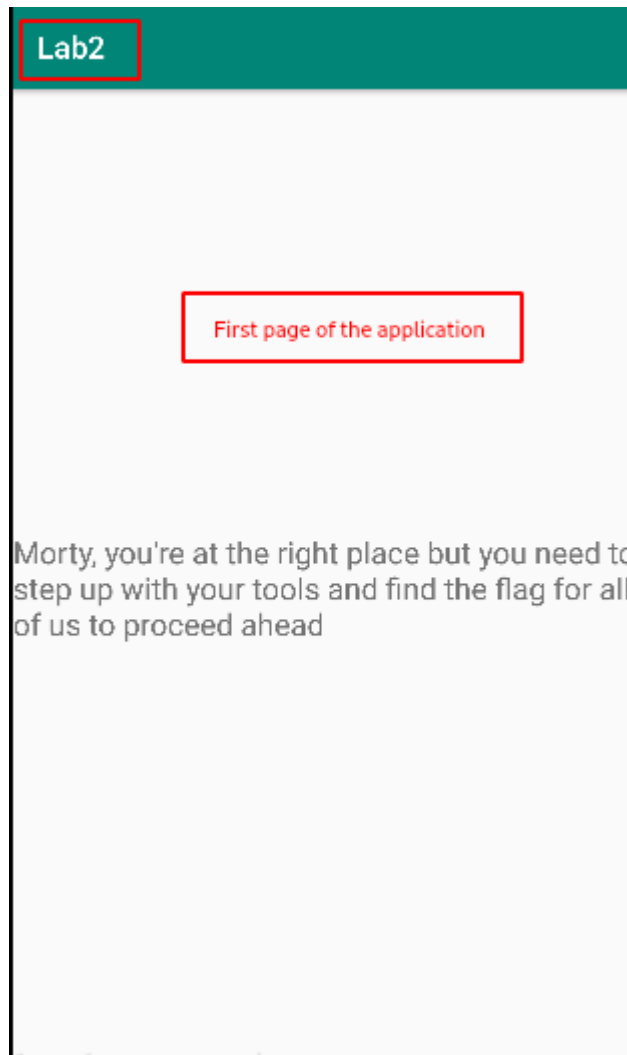 Lab2
First page of the application
Morty, you're at the right place but you need to
step up with your tools and find the flag for all
of us to proceed ahead